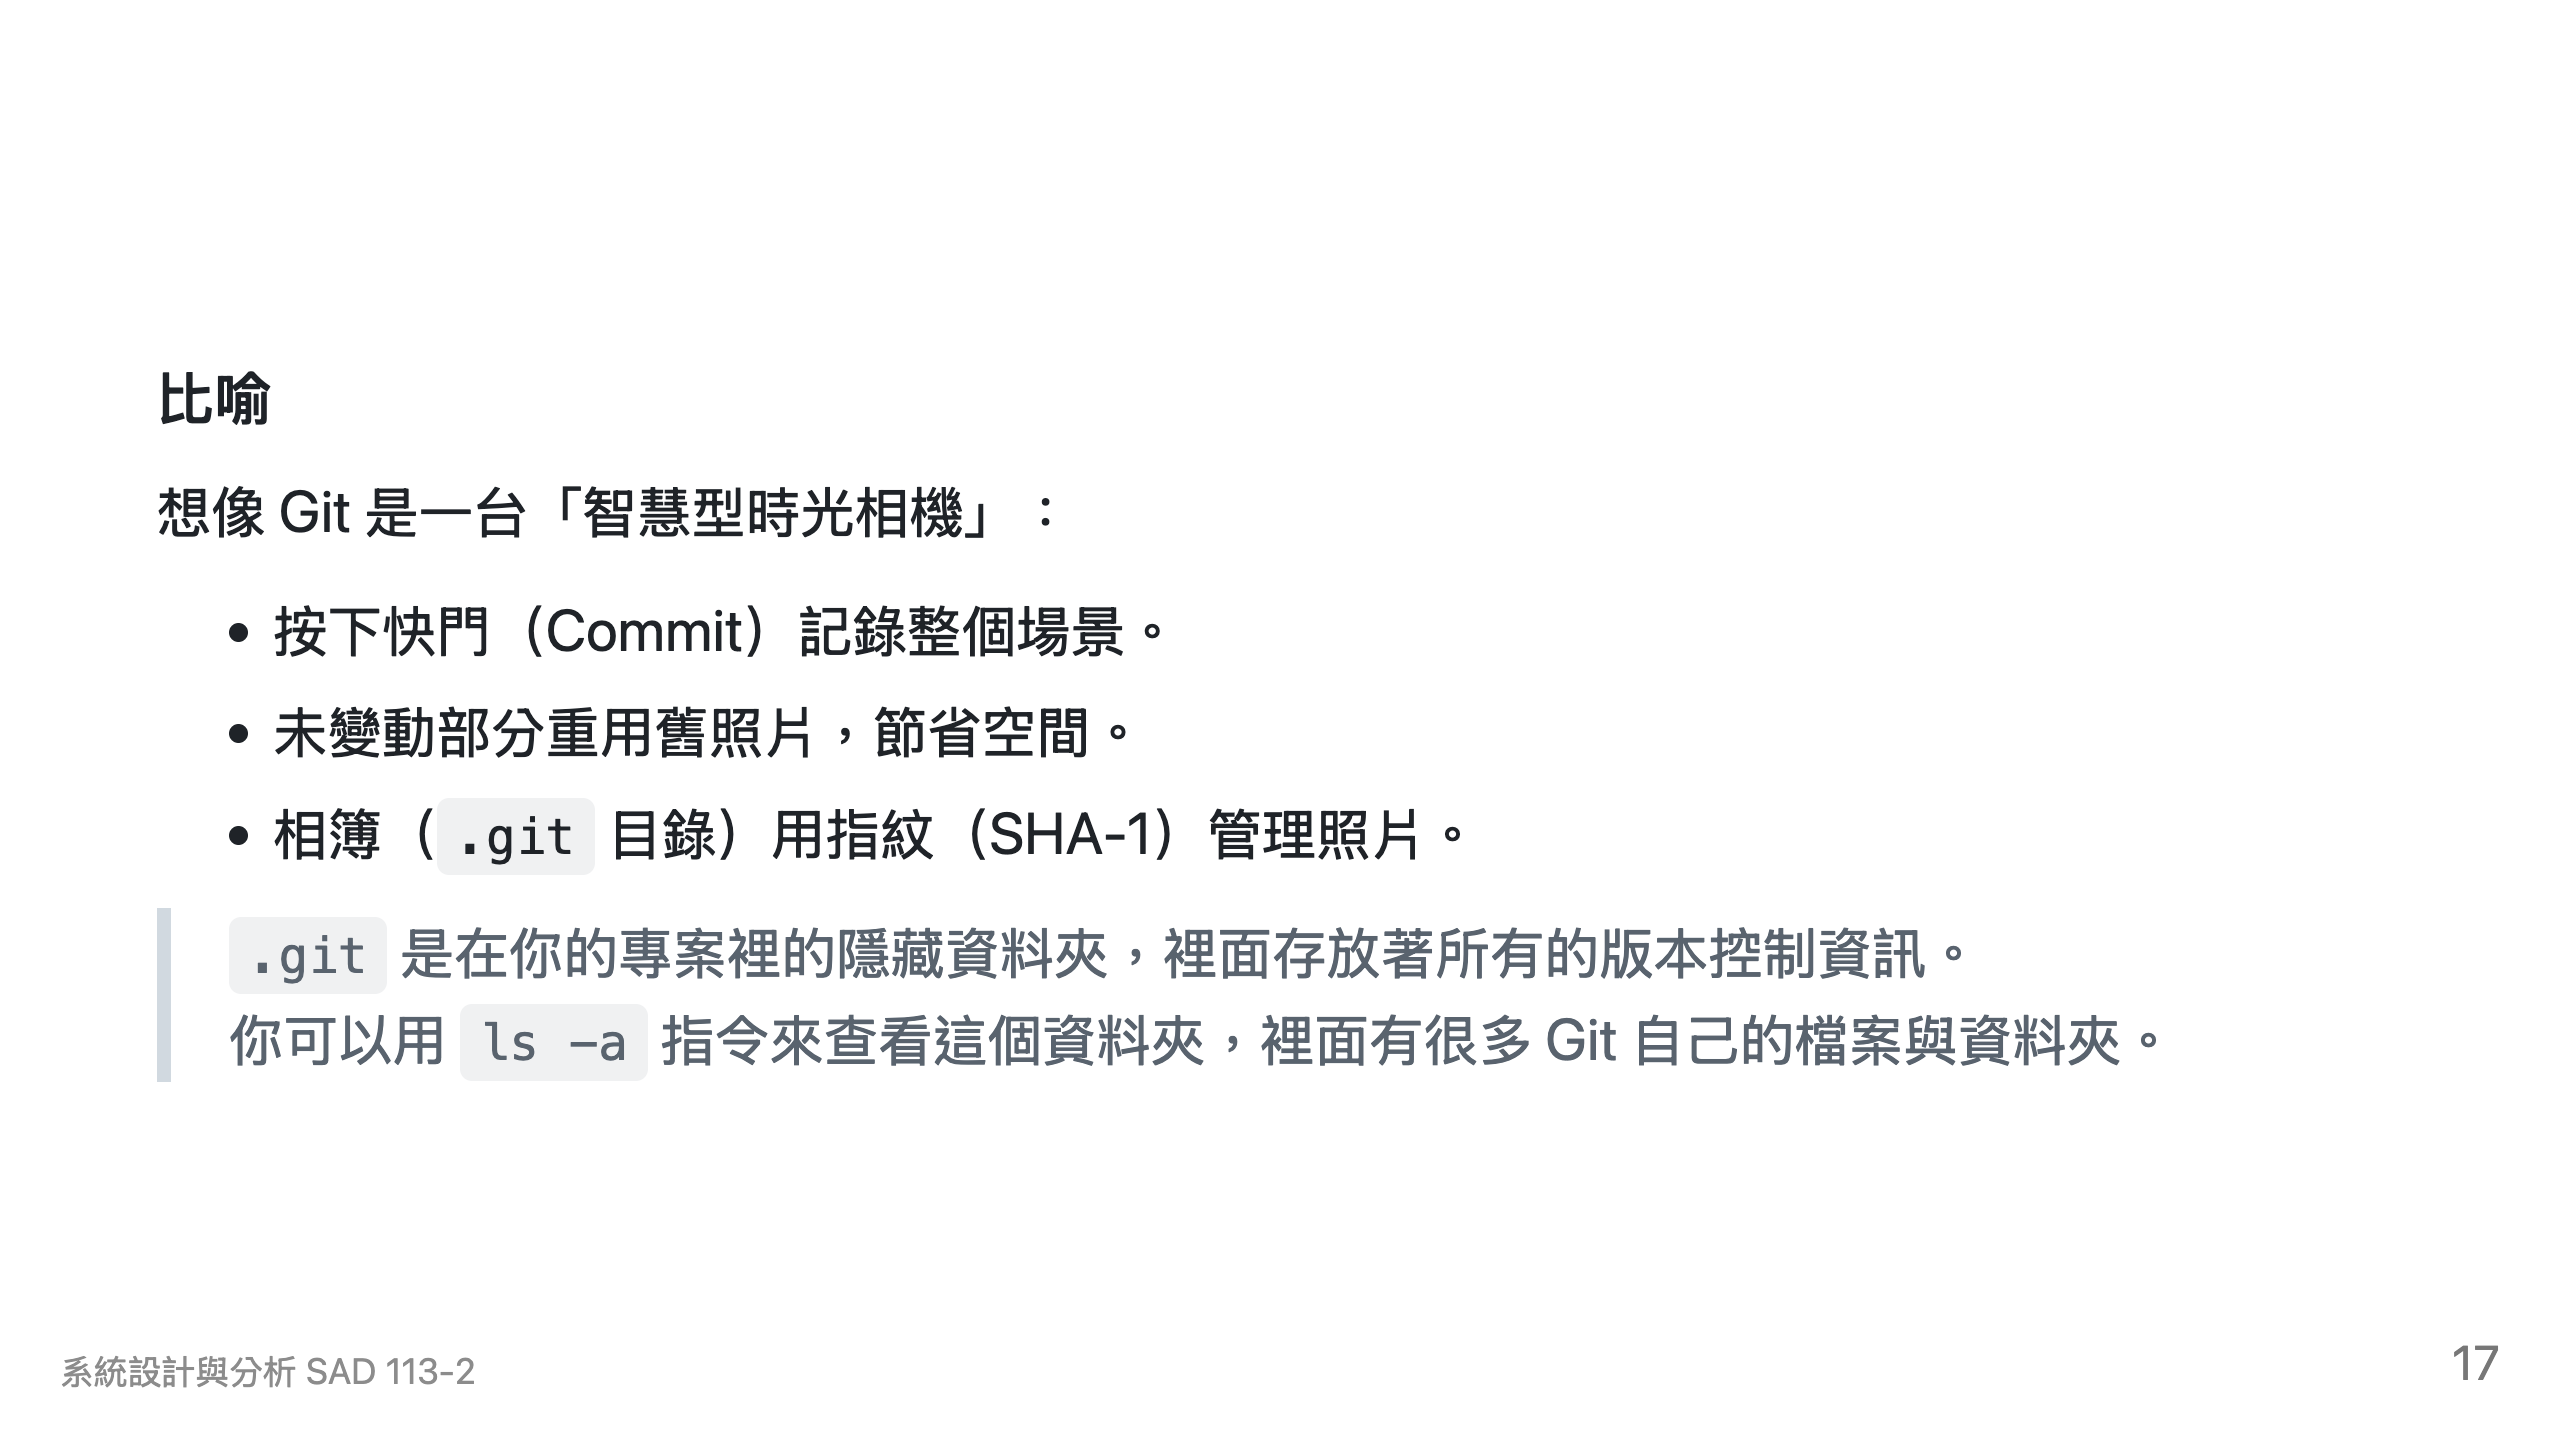 比喻
想像 Git 是一台「智慧型時光相機」：
• 按下快門（Commit）記錄整個場景。
• 未變動部分重用舊照片，節省空間。
• 相簿（ .git 目錄）用指紋（SHA-1）管理照片。
.git 是在你的專案裡的隱藏資料夾，裡面存放著所有的版本控制資訊。
你可以用 ls -a 指令來查看這個資料夾，裡面有很多 Git 自己的檔案與資料夾。
系統設計與分析 SAD 113-2
17